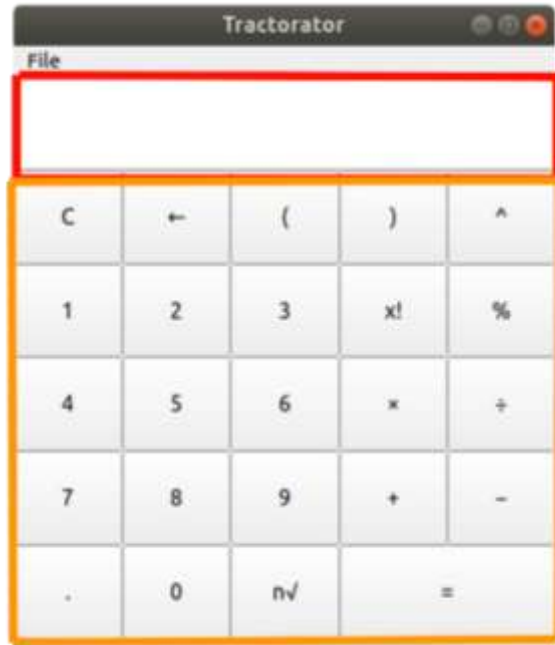 Tractorator
File
C ← ( ) ^
1 2 3 x! %
4 5 6 × ÷
7 8 9 + −
. 0 n√ =